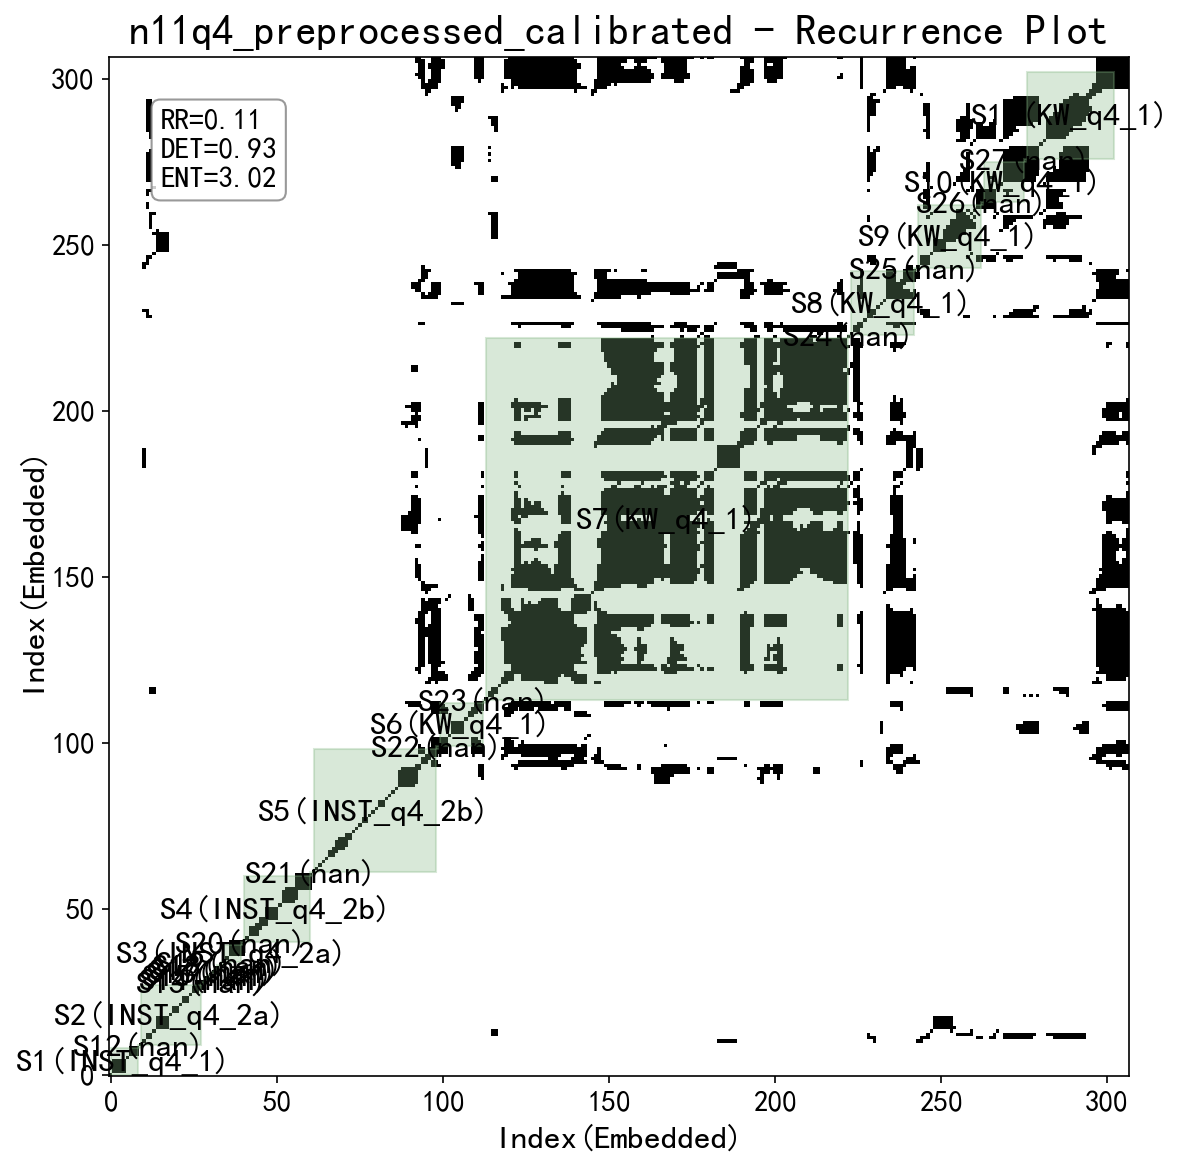 n11q4_preprocessed_calibrated - Recurrence Plot
RR=0.11
DET=0.93
ENT=3.02
300
250
200
150
100
50
0
Index(Embedded)
(KW_q4_1)
S27(nan)
S10(KW_q4_1)
S26(nan)
S9(KW_q4_1)
S25(nan)
S8(KW_q4_1)
S24(nan)
S7(KW_q4_1)
S23(nan)
S6(KW_q4_1)
S22(nan)
S5(INST_q4_2b)
S21(nan)
S4(INST_q4_2b)
S20(nan)
S3(INST_q4_2a)
S2(INST_q4_2a)
S12(nan)
S1(INST_q4_1)
0
50
100
150
200
250
300
Index(Embedded)